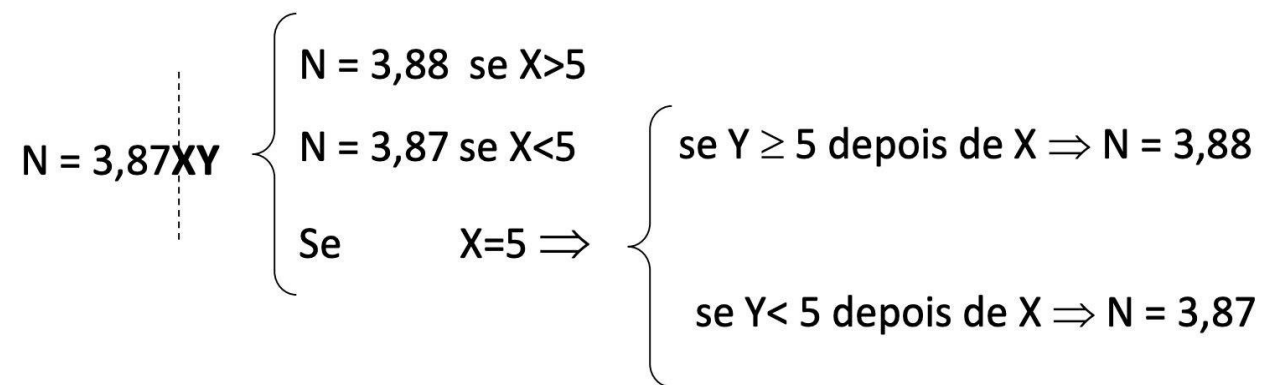 N = 3,87XY
N = 3,88 se X>5
N = 3,87 se X<5
Se X=5 ⇒
se Y ≥ 5 depois de X ⇒ N = 3,88
se Y< 5 depois de X ⇒ N = 3,87